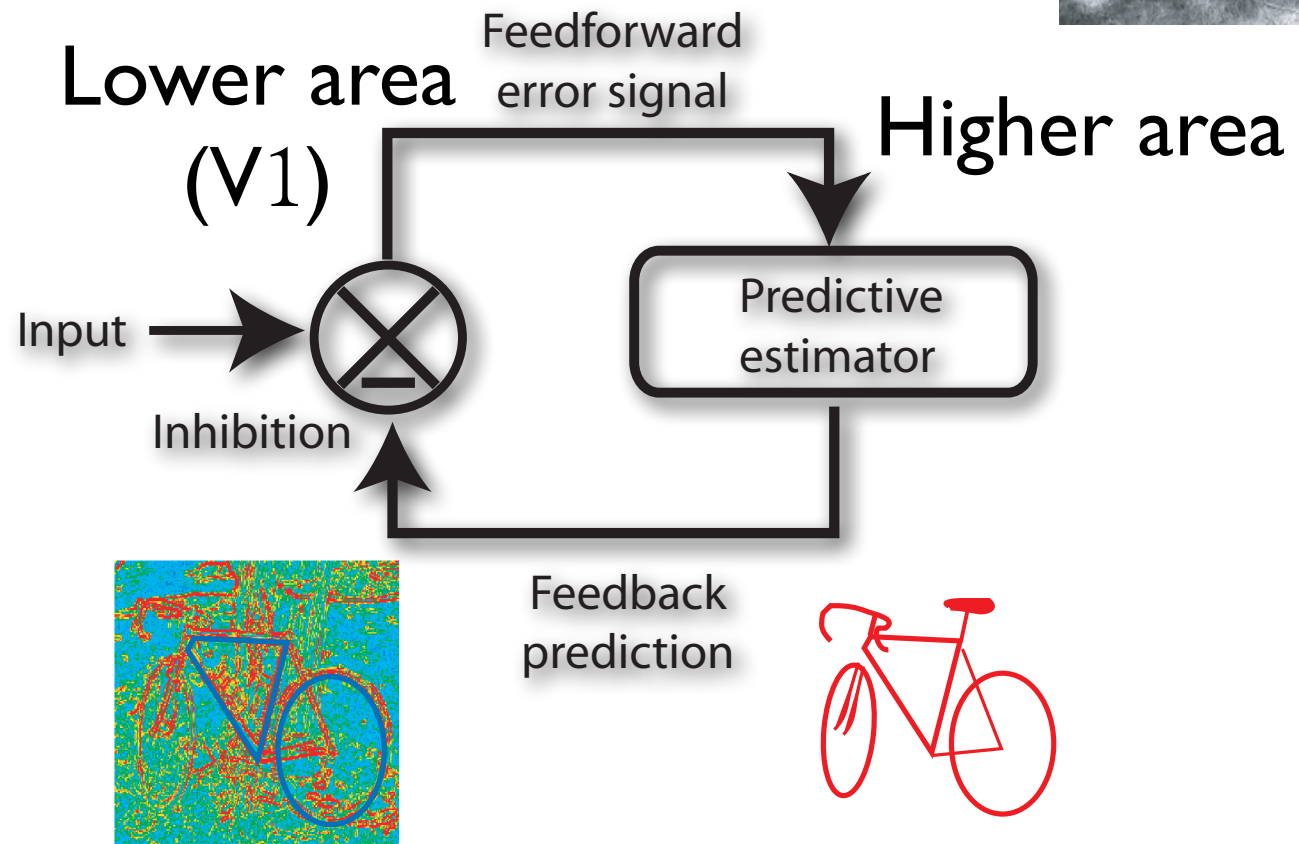 Feedforward
error signal
Lower area
(V1)
Higher area
Input
Predictive
estimator
Inhibition
Feedback
prediction